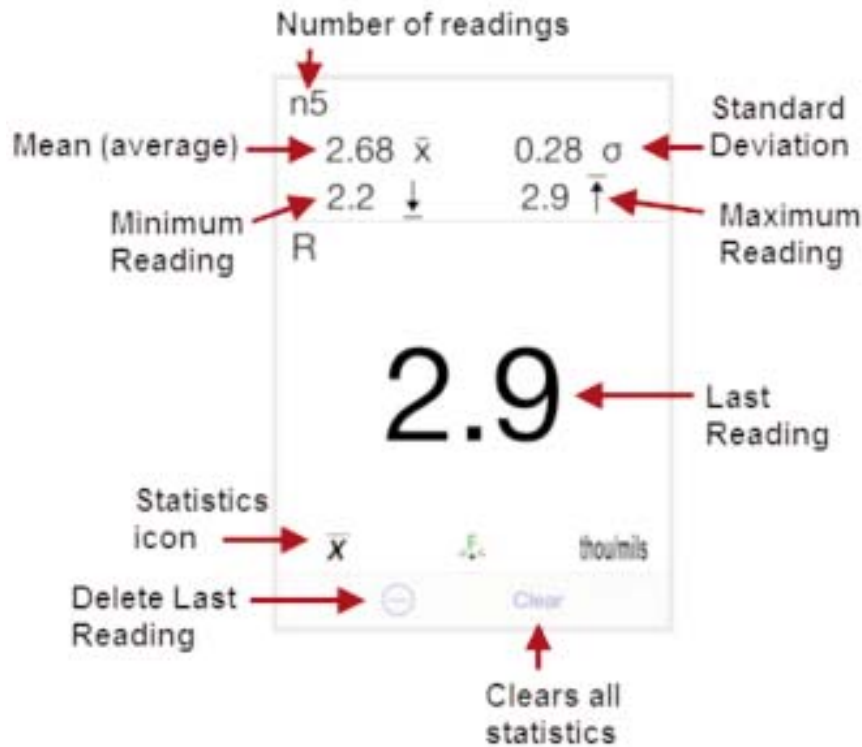 Number of readings
n5
Mean (average)
2.68 x̄
0.28 σ
Standard
Deviation
Minimum
Reading
2.2
2.9
Maximum
Reading
R
2.9
Last
Reading
Statistics
icon
x̄
F
thou/mils
Delete Last
Reading
Clear
Clears all
statistics